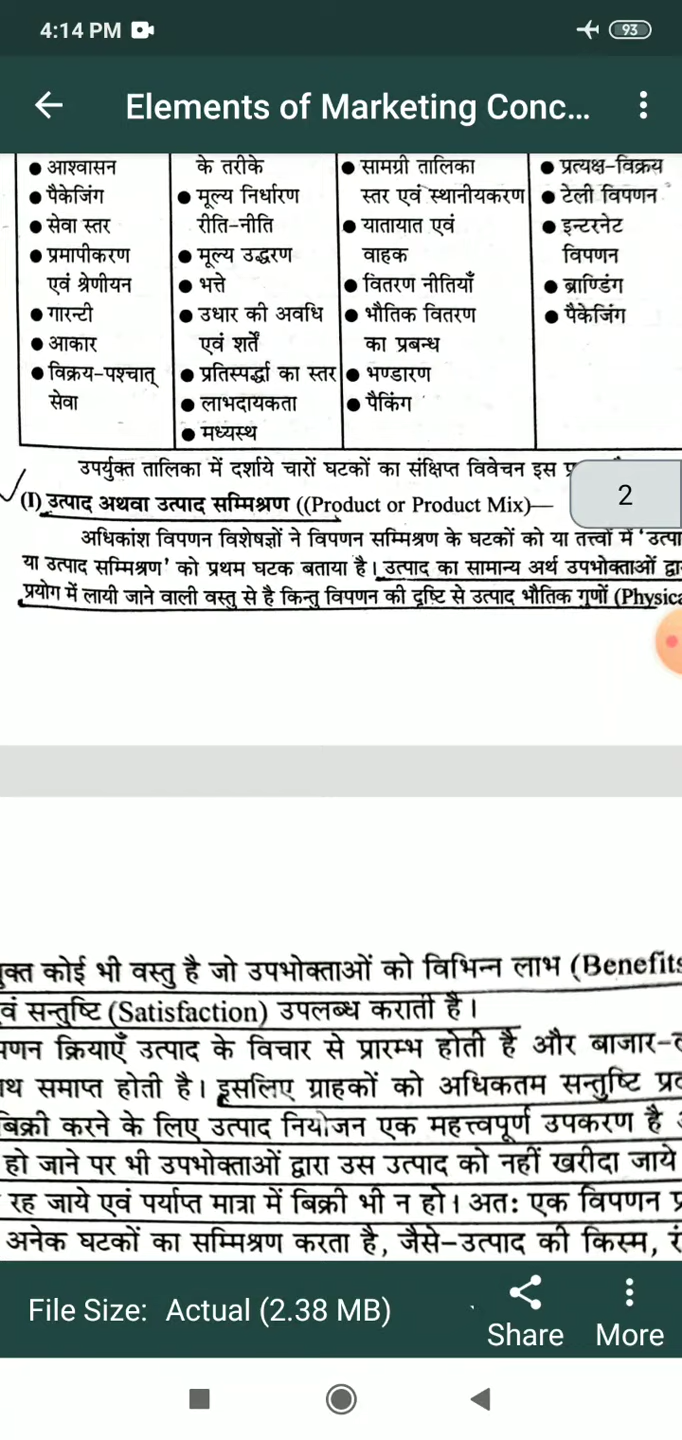 4:14 PM
93
Elements of Marketing Conc...
● आश्वासन
● पैकेजिंग
● सेवा स्तर
● प्रमापीकरण
एवं श्रेणीयन
● गारन्टी
● आकार
● विक्रय-पश्चात्
सेवा
के तरीके
● मूल्य निर्धारण
रीति-नीति
● मूल्य उद्धरण
● भत्ते
● उधार की अवधि
एवं शर्तें
● प्रतिस्पर्द्धा का स्तर
● लाभदायकता
● मध्यस्थ
● सामग्री तालिका
स्तर एवं स्थानीयकरण
● यातायात एवं
वाहक
● वितरण नीतियाँ
● भौतिक वितरण
का प्रबन्ध
● भण्डारण
● पैकिंग
● प्रत्यक्ष-विक्रय
● टेली विपणन
● इन्टरनेट
विपणन
● ब्राण्डिंग
● पैकेजिंग
उपर्युक्त तालिका में दर्शाये चारों घटकों का संक्षिप्त विवेचन इस
2
(I) उत्पाद अथवा उत्पाद सम्मिश्रण ((Product or Product Mix)—
अधिकांश विपणन विशेषज्ञों ने विपणन सम्मिश्रण के घटकों को या तत्त्वों में 'उत्पा
या उत्पाद सम्मिश्रण' को प्रथम घटक बताया है। उत्पाद का सामान्य अर्थ उपभोक्ताओं द्वा
प्रयोग में लायी जाने वाली वस्तु से है किन्तु विपणन की दृष्टि से उत्पाद भौतिक गुणों (Physica
युक्त कोई भी वस्तु है जो उपभोक्ताओं को विभिन्न लाभ (Benefits
वं सन्तुष्टि (Satisfaction) उपलब्ध कराती है।
पणन क्रियाएँ उत्पाद के विचार से प्रारम्भ होती है और बाजार-
ाथ समाप्त होती है। इसलिए ग्राहकों को अधिकतम सन्तुष्टि प्र
बिक्री करने के लिए उत्पाद नियोजन एक महत्त्वपूर्ण उपकरण है
हो जाने पर भी उपभोक्ताओं द्वारा उस उत्पाद को नहीं खरीदा जाये
रह जाये एवं पर्याप्त मात्रा में बिक्री भी न हो। अतः एक विपणन प्र
अनेक घटकों का सम्मिश्रण करता है, जैसे-उत्पाद की किस्म,
File Size: Actual (2.38 MB)
Share
More